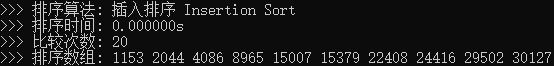 >>> 排序算法: 插入排序 Insertion Sort
>>> 排序时间: 0.000000s
>>> 比较次数: 20
>>> 排序数组: 1153 2044 4086 8965 15007 15379 22408 24416 29502 30127